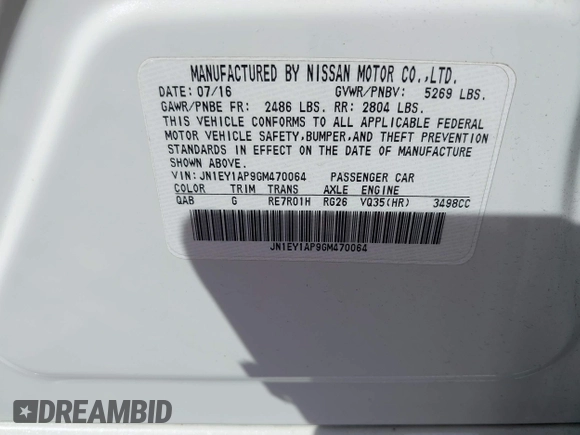 MANUFACTURED BY NISSAN MOTOR CO.,LTD.
DATE: 07/16 GVWR/PNBV: 5269 LBS.
GAWR/PNBE FR: 2486 LBS. RR: 2804 LBS.
THIS VEHICLE CONFORMS TO ALL APPLICABLE FEDERAL
MOTOR VEHICLE SAFETY,BUMPER,AND THEFT PREVENTION
STANDARDS IN EFFECT ON THE DATE OF MANUFACTURE
SHOWN ABOVE.
VIN: JN1EY1AP9GM470064 PASSENGER CAR
COLOR TRIM TRANS AXLE ENGINE
QAB G RE7R01H RG26 VQ35(HR) 3498CC
JN1EY1AP9GM470064
DREAMBID